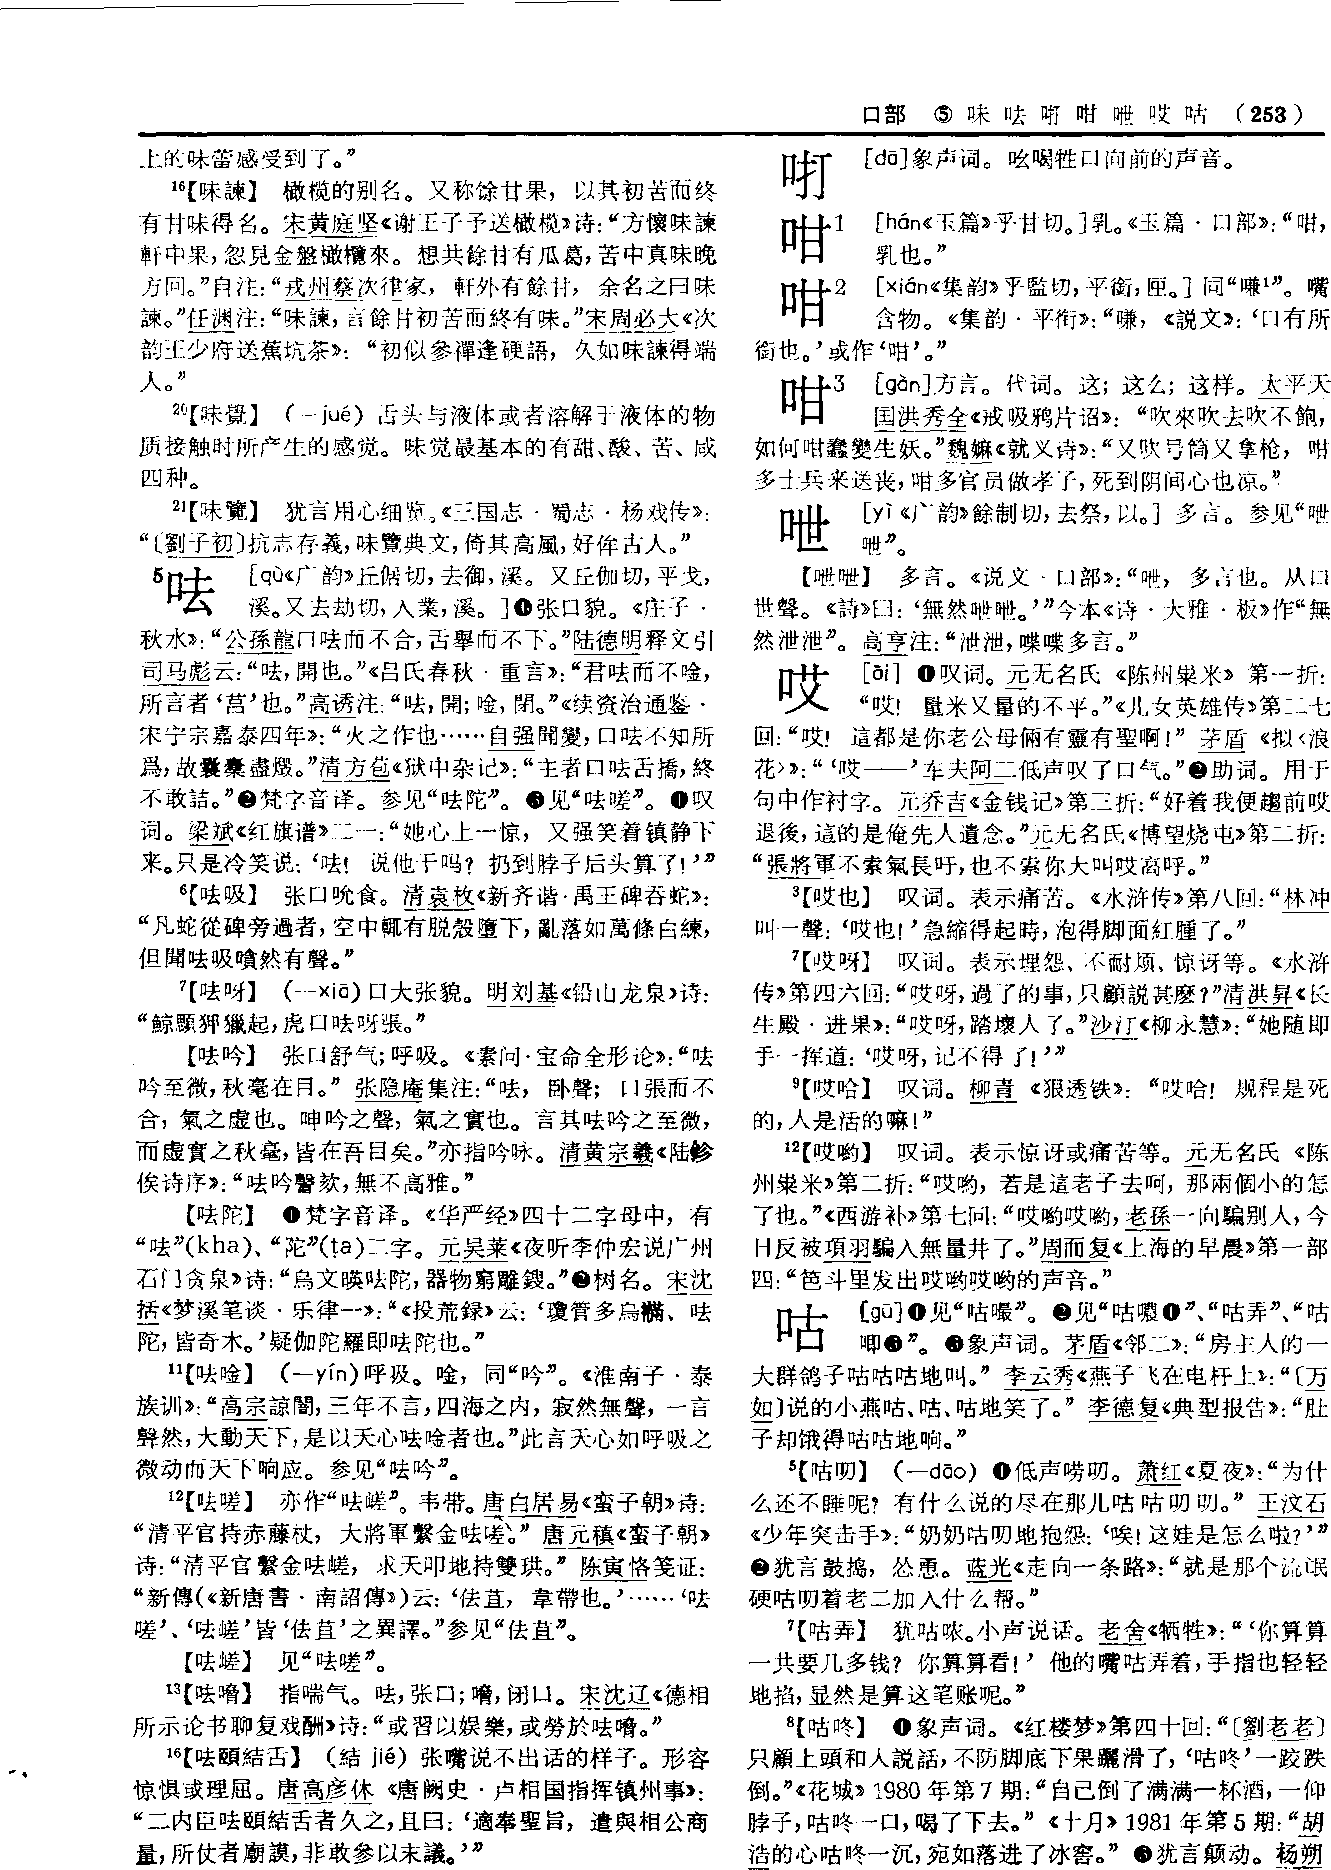 口部 ⑤ 味 呿 㕷 咁 呭 哎 咕 (253)
上的味蕾感受到了。”
16【味諫】 橄榄的别名。又称馀甘果, 以其初苦而终
有甘味得名。宋黄庭坚《谢王子予送橄榄》诗:“方懷味諫
軒中果, 忽見金盤橄欖來。想共餘甘有瓜葛, 苦中真味晚
方回。”自注:“戎州蔡次律家, 軒外有餘甘, 余名之曰味
諫。”任渊注:“味諫, 言餘甘初苦而終有味。”宋周必大《次
韵王少府送蕉坑茶》: “初似參禪逢硬語, 久如味諫得端
人。”
20【味覺】 (-jué) 舌头与液体或者溶解于液体的物
质接触时所产生的感觉。味觉最基本的有甜、酸、苦、咸
四种。
21【味覽】 犹言用心细览。《三国志·蜀志·杨戏传》:
“〔劉子初〕抗志存義, 味覽典文, 倚其高風, 好侔古人。”
5呿 [qù《广韵》丘倨切, 去御, 溪。又丘伽切, 平戈,
溪。又去劫切, 入業, 溪。]❶张口貌。《庄子·
秋水》:“公孫龍口呿而不合, 舌舉而不下。”陆德明释文引
司马彪云:“呿, 開也。”《吕氏春秋·重言》:“君呿而不唫,
所言者‘莒’也。”高诱注:“呿, 開; 唫, 閉。”《续资治通鉴·
宋宁宗嘉泰四年》:“火之作也……自强聞變, 口呿不知所
爲, 故囊橐盡燬。”清方苞《狱中杂记》:“主者口呿舌撟, 終
不敢詰。”❷梵字音译。参见“呿陀”。❸见“呿嗟”。❹叹
词。梁斌《红旗谱》二一:“她心上一惊, 又强笑着镇静下
来。只是冷笑说: ‘呿! 说他干吗? 扔到脖子后头算了!’”
6【呿吸】 张口吮食。清袁枚《新齐谐·禹王碑吞蛇》:
“凡蛇從碑旁過者, 空中輒有脱殼墮下, 亂落如萬條白練,
但聞呿吸噴然有聲。”
7【呿呀】 (-xiā) 口大张貌。明刘基《铅山龙泉》诗:
“鯨顋狎獵起, 虎口呿呀張。”
【呿吟】 张口舒气; 呼吸。《素问·宝命全形论》:“呿
吟至微, 秋毫在目。” 张隐庵集注:“呿, 卧聲; 口張而不
合, 氣之虚也。呻吟之聲, 氣之實也。言其呿吟之至微,
而虚實之秋毫, 皆在吾目矣。”亦指吟咏。清黄宗羲《陆鉁
俟诗序》:“呿吟謦欬, 無不高雅。”
【呿陀】 ❶梵字音译。《华严经》四十二字母中, 有
“呿”(kha)、“陀”(ta)二字。元吴莱《夜听李仲宏说广州
石门贪泉》诗:“烏文暎呿陀, 器物窮雕鎪。”❷树名。宋沈
括《梦溪笔谈·乐律一》:“《投荒録》云: ‘瓊管多烏樠、呿
陀, 皆奇木。’疑伽陀羅即呿陀也。”
11【呿唫】 (-yín) 呼圾。唫, 同“吟”。《淮南子·泰
族训》:“高宗諒闇, 三年不言, 四海之内, 寂然無聲, 一言
聲然, 大動天下, 是以天心呿唫者也。”此言天心如呼吸之
微动而天下响应。参见“呿吟”。
12【呿嗟】 亦作“呿嵯”。韦带。唐白居易《蛮子朝》诗:
“清平官持赤藤杖, 大將軍繫金呿嗟。” 唐元稹《蛮子朝》
诗:“清平官繫金呿嵯, 求天叩地持雙珙。” 陈寅恪笺证:
“新傳(《新唐書·南詔傳》)云: ‘佉苴, 韋帶也。’……‘呿
嗟’、‘呿嵯’皆‘佉苴’之異譯。”参见“佉苴”。
【呿嵯】 见“呿嗟”。
13【呿噏】 指喘气。呿, 张口; 噏, 闭口。宋沈辽《德相
所示论书聊复戏酬》诗:“或習以娱樂, 或勞於呿噏。”
16【呿頤結舌】 (結 jié) 张嘴说不出话的样子。形容
惊惧或理屈。唐高彦休 《唐阙史·卢相国指挥镇州事》:
“二内臣呿頤結舌者久之, 且曰: ‘適奉聖旨, 遣與相公商
量, 所仗者廟謨, 非敢參以末議。’”
㕷 [dā]象声词。吆喝牲口向前的声音。
咁1 [hán《玉篇》乎甘切。]乳。《玉篇·口部》:“咁,
乳也。”
咁2 [xián《集韵》乎監切, 平銜, 匣。] 同“嗛1”。嘴
含物。《集韵·平衔》:“嗛, 《說文》: ‘口有所
銜也。’或作‘咁’。”
咁3 [gàn]方言。代词。这; 这么; 这样。太平天
国洪秀全《戒吸鸦片诏》: “吹來吹去吹不飽,
如何咁蠢變生妖。”魏嫲《就义诗》:“又吹号筒又拿枪, 咁
多士兵来送丧, 咁多官员做孝子, 死到阴间心也凉。”
呭 [yì《广韵》餘制切, 去祭, 以。] 多言。参见“呭
呭”。
【呭呭】 多言。《说文·口部》:“呭, 多言也。从口
世聲。《詩》曰: ‘無然呭呭。’”今本《诗·大雅·板》作“無
然泄泄”。高亨注:“泄泄, 喋喋多言。”
哎 [āi] ❶叹词。元无名氏 《陈州粜米》 第一折:
“哎! 量米又量的不平。”《儿女英雄传》第二七
回:“哎! 這都是你老公母倆有靈有聖啊!” 茅盾 《拟〈浪
花〉》:“‘哎——’车夫阿二低声叹了口气。”❷助词。用于
句中作衬字。元乔吉《金钱记》第三折:“好着我便趨前哎
退後, 這的是俺先人遺念。”元无名氏《博望烧屯》第二折:
“張將軍不索氣長吁, 也不索你大叫哎高呼。”
3【哎也】 叹词。表示痛苦。《水浒传》第八回:“林冲
叫一聲: ‘哎也!’急縮得起時, 泡得脚面紅腫了。”
7【哎呀】 叹词。表示埋怨、不耐烦、惊讶等。《水浒
传》第四六回:“哎呀, 過了的事, 只顧説甚麽?”清洪昇《长
生殿·进果》:“哎呀, 踏壞人了。”沙汀《柳永慧》:“她随即
手一挥道: ‘哎呀, 记不得了!’”
9【哎哈】 叹词。柳青 《狠透铁》: “哎哈! 规程是死
的, 人是活的嘛!”
12【哎哟】 叹词。表示惊讶或痛苦等。元无名氏 《陈
州粜米》第二折:“哎哟, 若是這老子去呵, 那兩個小的怎
了也。”《西游补》第七回:“哎哟哎哟, 老孫一向騙别人, 今
日反被項羽騙入無量井了。”周而复《上海的早晨》第一部
四:“笆斗里发出哎哟哎哟的声音。”
咕 [gū]❶见“咕嘬”。❷见“咕噥❶”、“咕弄”、“咕
唧❸”。❸象声词。茅盾《邻二》:“房主人的一
大群鸽子咕咕咕地叫。” 李云秀《燕子飞在电杆上》:“〔万
如〕说的小燕咕、咕、咕地笑了。” 李德复《典型报告》:“肚
子却饿得咕咕地响。”
5【咕叨】 (—dāo) ❶低声唠叨。萧红《夏夜》:“为什
么还不睡呢? 有什么说的尽在那儿咕咕叨叨。” 王汶石
《少年突击手》:“奶奶咕叨地抱怨: ‘唉! 这娃是怎么啦?’”
❷犹言鼓捣, 怂恿。蓝光《走向一条路》:“就是那个流氓
硬咕叨着老二加入什么帮。”
7【咕弄】 犹咕哝。小声说话。老舍《牺牲》:“‘你算算
一共要几多钱? 你算算看!’ 他的嘴咕弄着, 手指也轻轻
地掐, 显然是算这笔账呢。”
8【咕咚】 ❶象声词。《红楼梦》第四十回:“〔劉老老〕
只顧上頭和人説話, 不防脚底下果躧滑了, ‘咕咚’一跤跌
倒。”《花城》1980年第7期:“自己倒了满满一杯酒, 一仰
脖子, 咕咚一口, 喝了下去。” 《十月》1981年第5期:“胡
浩的心咕咚一沉, 宛如落进了冰窖。” ❸犹言颠动。杨朔